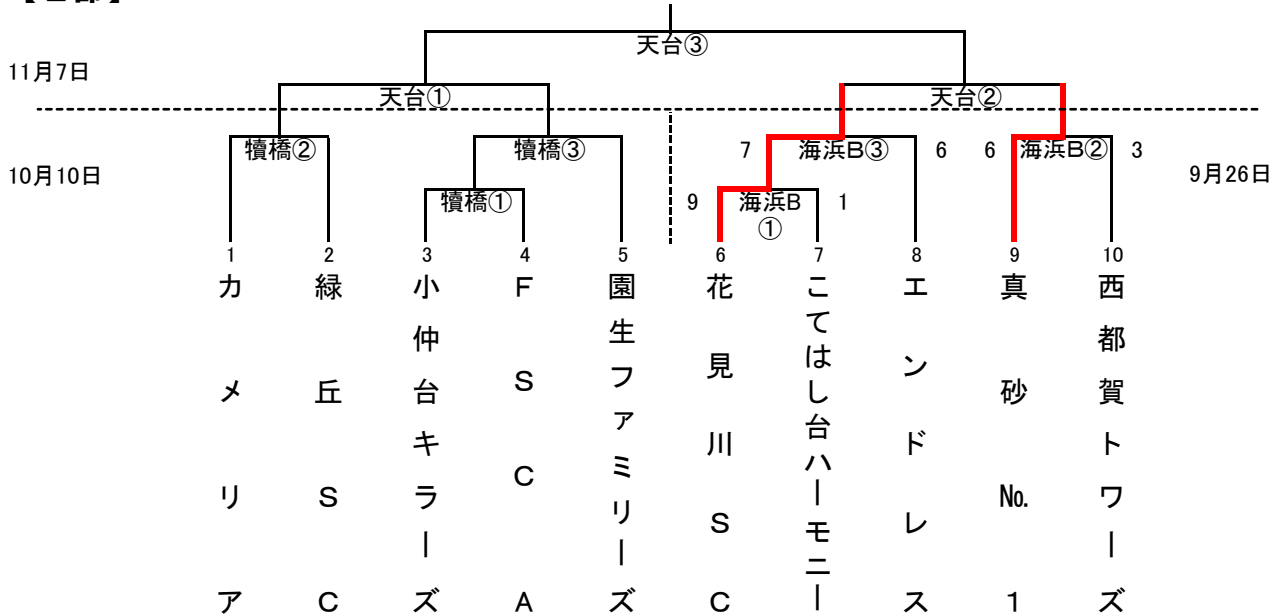 天台③
11月7日
天台①
天台②
犢橋②
犢橋③
7
海浜B③
6
6
海浜B②
3
10月10日
9月26日
犢橋①
9
海浜B
①
1
1
2
3
4
5
6
7
8
9
10
カメリア
緑丘SC
小仲台キラーズ
FSCA
園生ファミリーズ
花見川SC
こてはし台ハーモニー
エンドレス
真砂№1
西都賀トワーズ